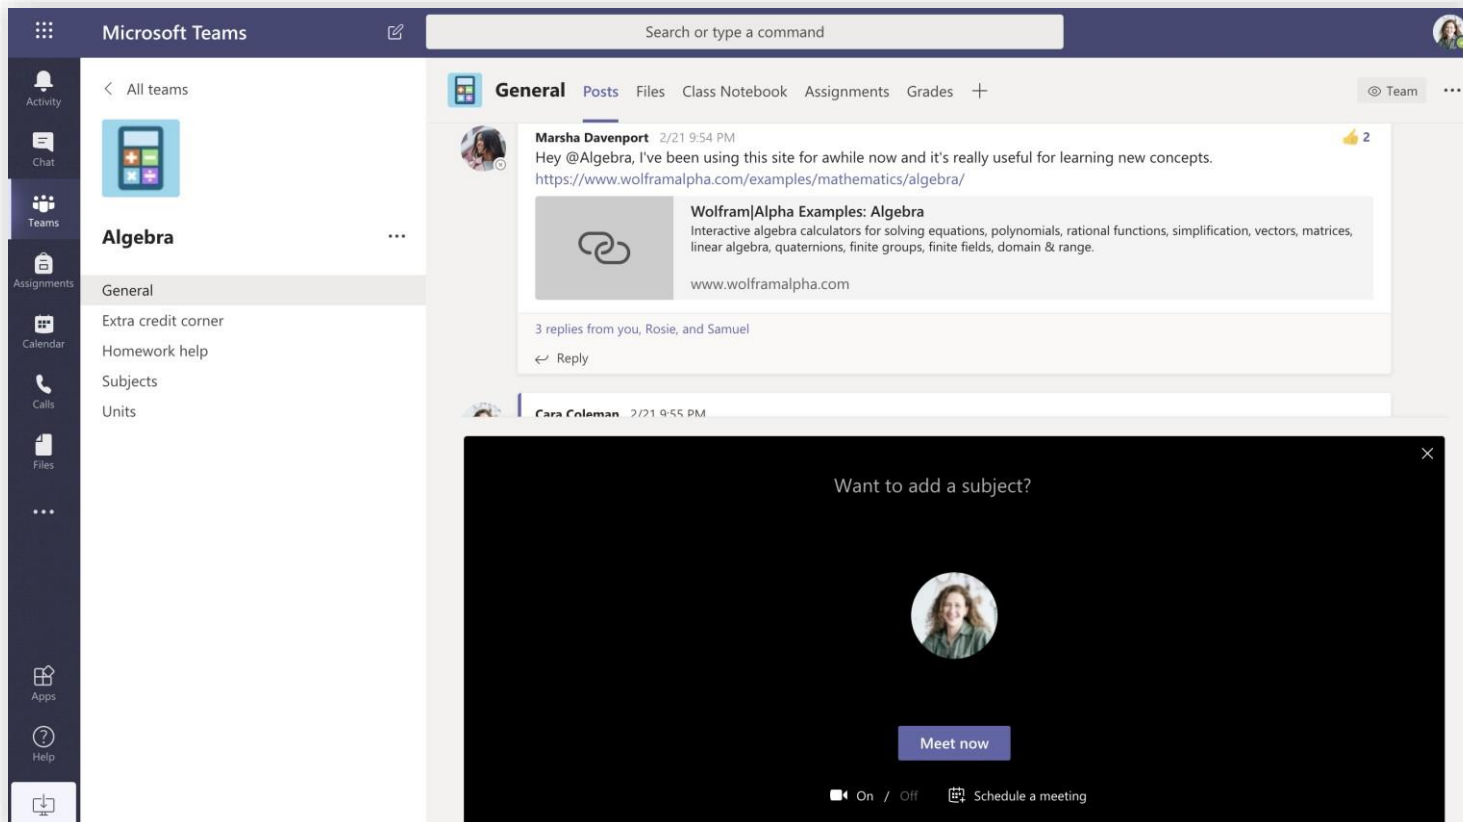 Microsoft Teams
Search or type a command
Activity
Chat
Teams
Assignments
Calendar
Calls
Files
Apps
Help
All teams
Algebra
General
Extra credit corner
Homework help
Subjects
Units
General Posts Files Class Notebook Assignments Grades
Team
Marsha Davenport 2/21 9:54 PM
2
Hey @Algebra, I've been using this site for awhile now and it's really useful for learning new concepts.
https://www.wolframalpha.com/examples/mathematics/algebra/
Wolfram|Alpha Examples: Algebra
Interactive algebra calculators for solving equations, polynomials, rational functions, simplification, vectors, matrices,
linear algebra, quaternions, finite groups, finite fields, domain & range.
www.wolframalpha.com
3 replies from you, Rosie, and Samuel
Reply
Cara Coleman 2/21 9:55 PM
Want to add a subject?
Meet now
On / Off Schedule a meeting